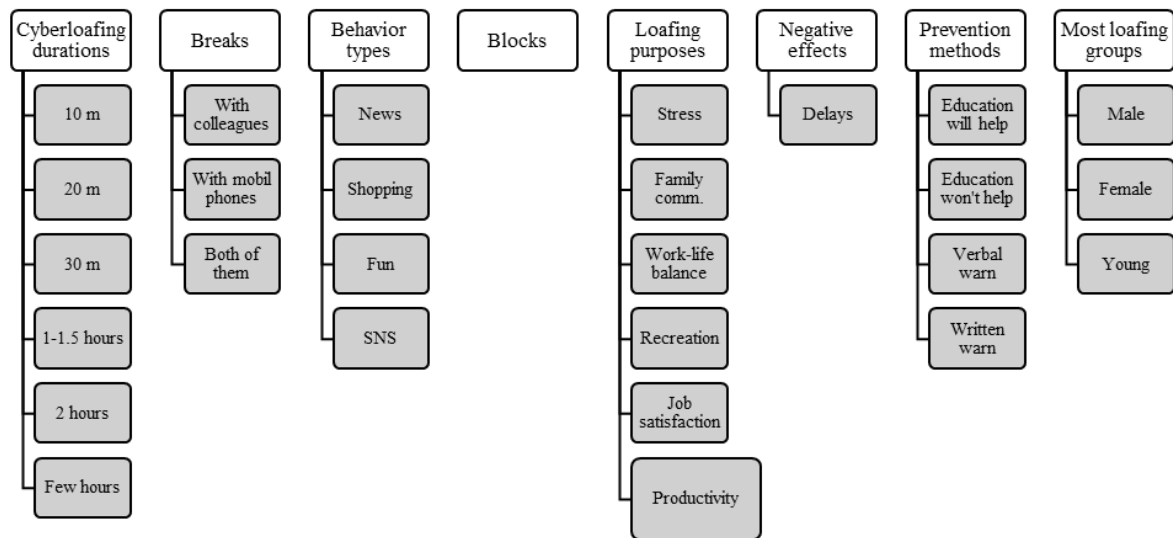 Cyberloafing
durations
10 m
20 m
30 m
1-1.5 hours
2 hours
Few hours
Breaks
With
colleagues
With mobil
phones
Both of
them
Behavior
types
News
Shopping
Fun
SNS
Blocks
Loafing
purposes
Stress
Family
comm.
Work-life
balance
Recreation
Job
satisfaction
Productivity
Negative
effects
Delays
Prevention
methods
Education
will help
Education
won't help
Verbal
warn
Written
warn
Most loafing
groups
Male
Female
Young